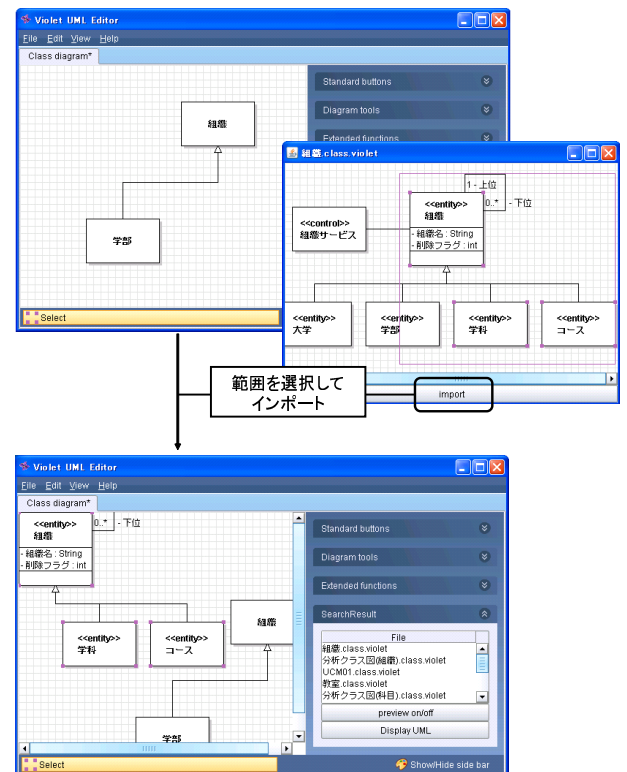 Violet UML Editor
File Edit View Help
Class diagram*
Standard buttons
Diagram tools
Extended functions
組織
学部
Select
組織.class.violet
1 - 上位
0..* - 下位
<<entity>>
組織
- 組織名 : String
- 削除フラグ : int
<<control>>
組織サービス
<<entity>>
大学
<<entity>>
学部
<<entity>>
学科
<<entity>>
コース
import
範囲を選択して
インポート
Violet UML Editor
File Edit View Help
Class diagram*
<<entity>>
組織
0..* - 下位
- 組織名 : String
- 削除フラグ : int
<<entity>>
学科
<<entity>>
コース
組織
学部
Standard buttons
Diagram tools
Extended functions
SearchResult
File
組織.class.violet
分析クラス図(組織).class.violet
UCM01.class.violet
教室.class.violet
分析クラス図(科目).class.violet
preview on/off
Display UML
Select
Show/Hide side bar